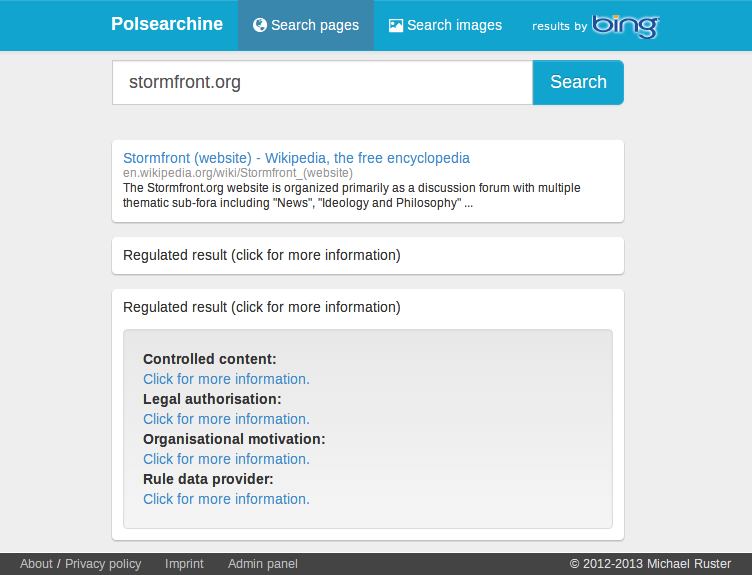 Polsearchine
Search pages
Search images
results by bing
stormfront.org
Search
Stormfront (website) - Wikipedia, the free encyclopedia
en.wikipedia.org/wiki/Stormfront_(website)
The Stormfront.org website is organized primarily as a discussion forum with multiple
thematic sub-fora including "News", "Ideology and Philosophy" ...
Regulated result (click for more information)
Regulated result (click for more information)
Controlled content:
Click for more information.
Legal authorisation:
Click for more information.
Organisational motivation:
Click for more information.
Rule data provider:
Click for more information.
About / Privacy policy
Imprint
Admin panel
© 2012-2013 Michael Ruster